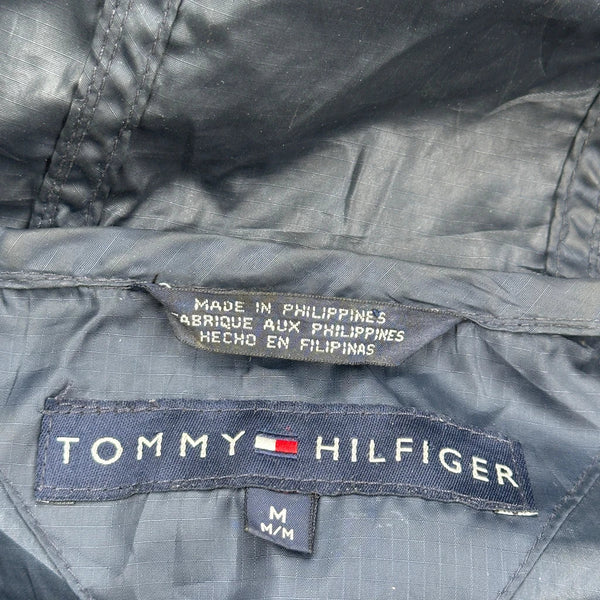 MADE IN PHILIPPINES
FABRIQUE AUX PHILIPPINES
HECHO EN FILIPINAS
TOMMY HILFIGER
M
M/M